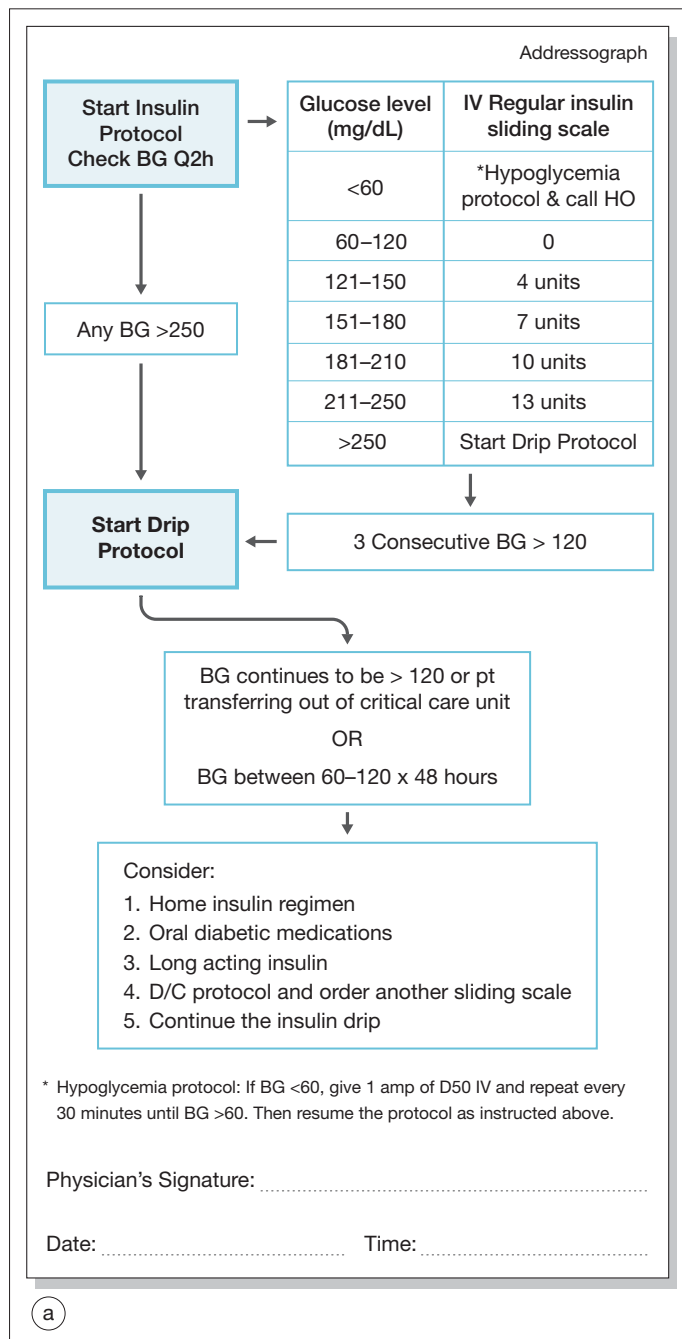 Addressograph
Start Insulin
Protocol
Check BG Q2h
Glucose level
(mg/dL)
IV Regular insulin
sliding scale
<60
*Hypoglycemia
protocol & call HO
60–120
0
121–150
4 units
151–180
7 units
181–210
10 units
211–250
13 units
>250
Start Drip Protocol
Any BG >250
3 Consecutive BG > 120
Start Drip
Protocol
BG continues to be > 120 or pt
transferring out of critical care unit
OR
BG between 60–120 x 48 hours
Consider:
1. Home insulin regimen
2. Oral diabetic medications
3. Long acting insulin
4. D/C protocol and order another sliding scale
5. Continue the insulin drip
* Hypoglycemia protocol: If BG <60, give 1 amp of D50 IV and repeat every
30 minutes until BG >60. Then resume the protocol as instructed above.
Physician’s Signature:
Date:
Time:
a